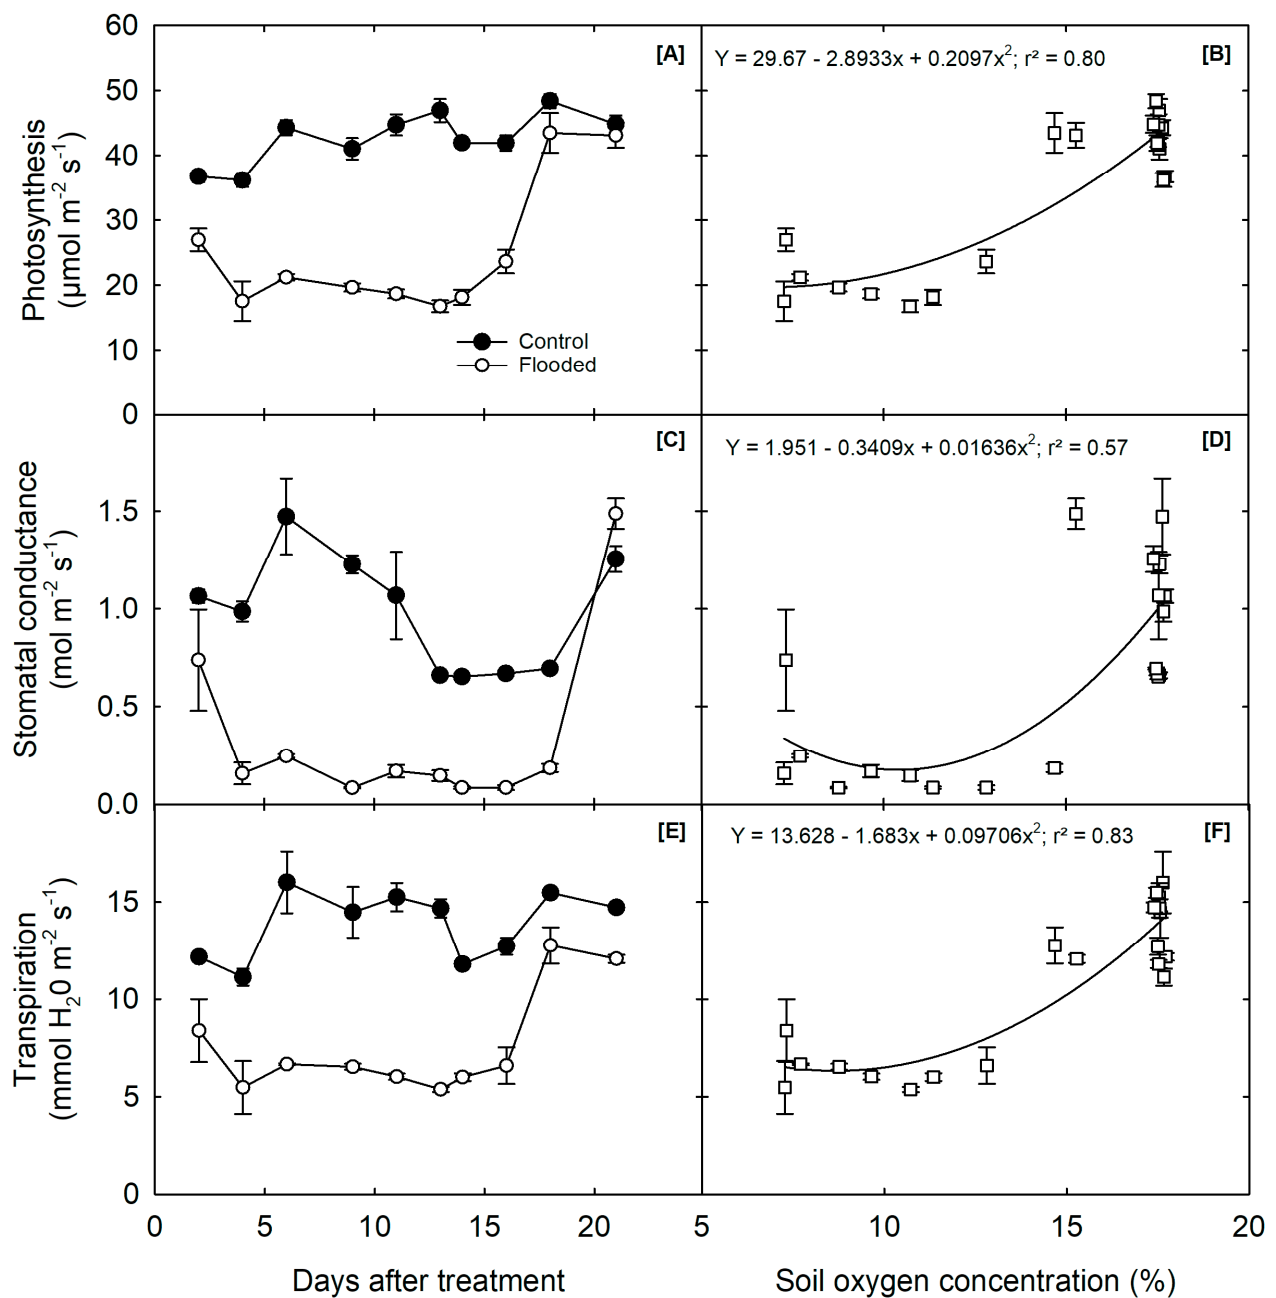 60
50
40
30
20
10
0
Photosynthesis
(µmol m⁻² s⁻¹)
[A]
Control
Flooded
Y = 29.67 - 2.8933x + 0.2097x²; r² = 0.80
[B]
1.5
1.0
0.5
0.0
Stomatal conductance
(mol m⁻² s⁻¹)
[C]
Y = 1.951 - 0.3409x + 0.01636x²; r² = 0.57
[D]
15
10
5
0
Transpiration
(mmol H₂0 m⁻² s⁻¹)
[E]
Y = 13.628 - 1.683x + 0.09706x²; r² = 0.83
[F]
0 5 10 15 20 5 10 15 20
Days after treatment
Soil oxygen concentration (%)